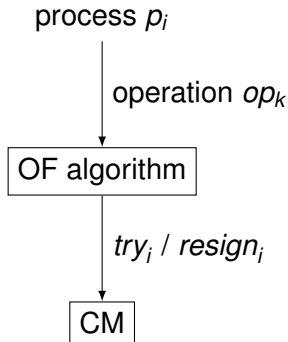 process pᵢ
operation opₖ
OF algorithm
tryᵢ / resignᵢ
CM